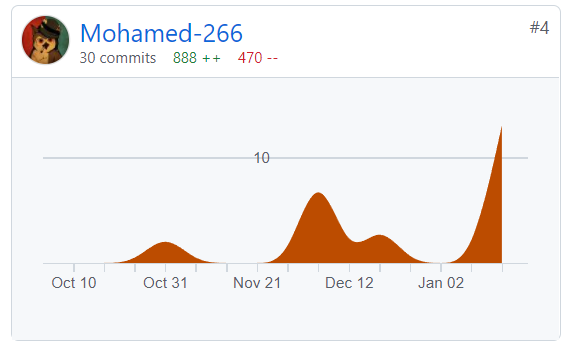 Mohamed-266
#4
30 commits 888 ++ 470 --
10
Oct 10 Oct 31 Nov 21 Dec 12 Jan 02